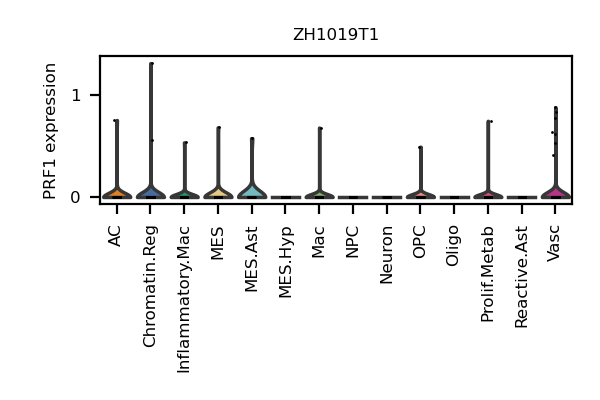 ZH1019T1
PRF1 expression
1
0
AC
Chromatin.Reg
Inflammatory.Mac
MES
MES.Ast
MES.Hyp
Mac
NPC
Neuron
OPC
Oligo
Prolif.Metab
Reactive.Ast
Vasc